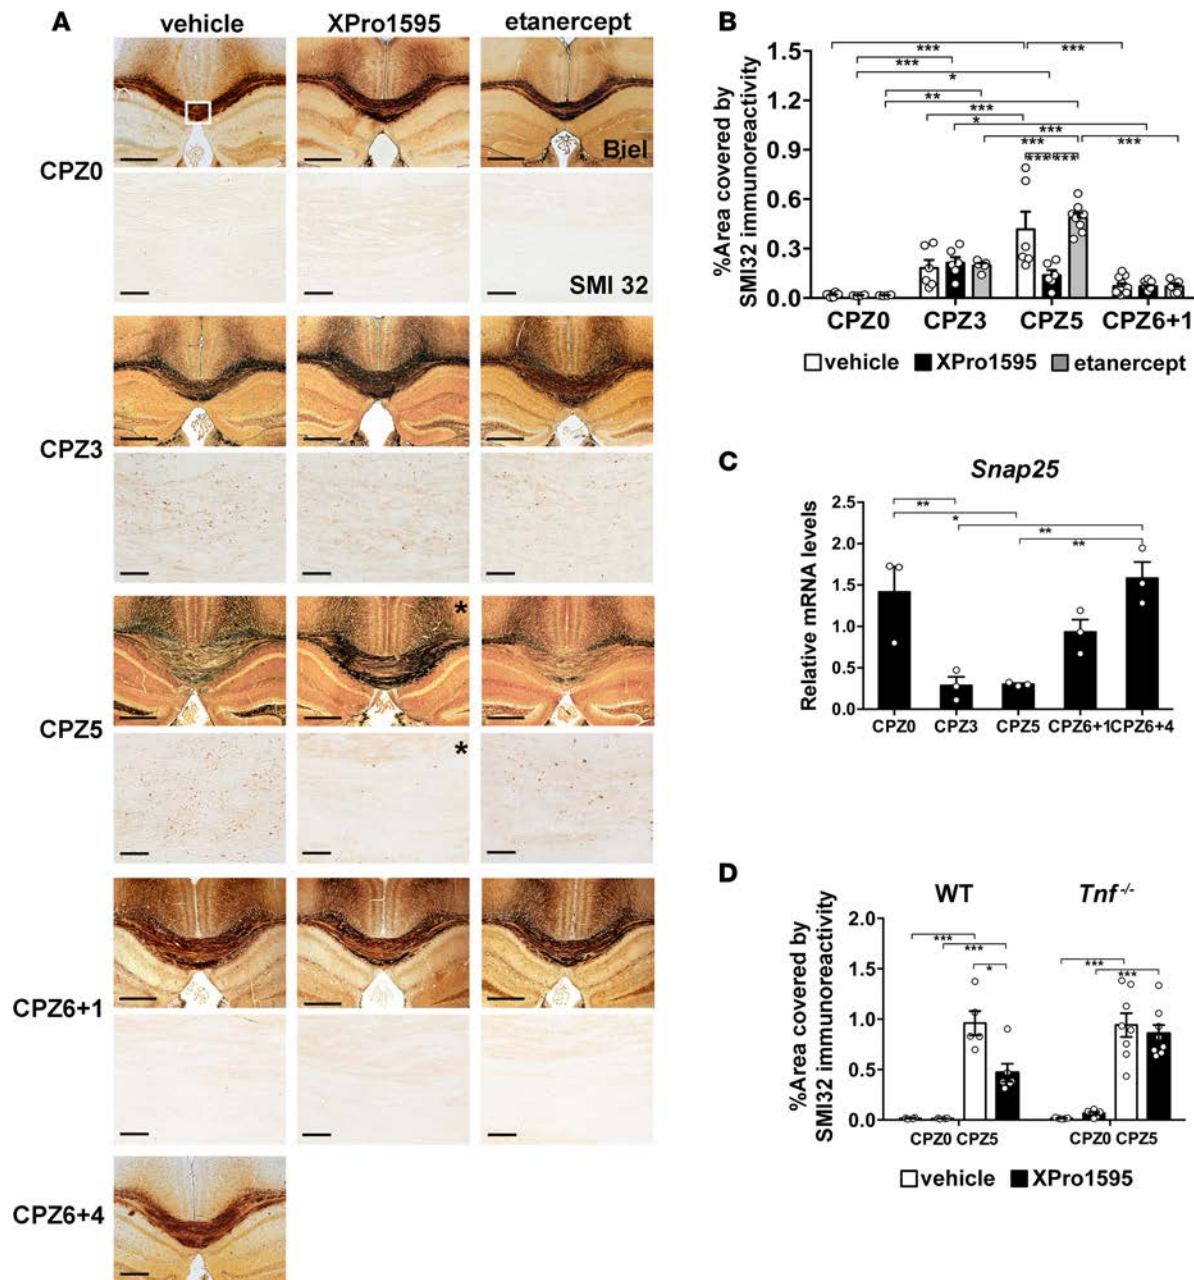 A
vehicle
XPro1595
etanercept
CPZ0
Biel
SMI 32
CPZ3
CPZ5
*
*
CPZ6+1
CPZ6+4
B
%Area covered by
SMI32 immunoreactivity
1.5
1.2
0.9
0.6
0.3
0.0
***
***
***
*
**
***
***
*
***
***
***
*** ***
CPZ0 CPZ3 CPZ5 CPZ6+1
vehicle XPro1595 etanercept
C
Snap25
Relative mRNA levels
2.5
2.0
1.5
1.0
0.5
0.0
**
*
**
**
CPZ0 CPZ3 CPZ5 CPZ6+1 CPZ6+4
D
WT Tnf -/-
%Area covered by
SMI32 immunoreactivity
2.0
1.5
1.0
0.5
0.0
***
***
*
***
***
CPZ0 CPZ5 CPZ0 CPZ5
vehicle XPro1595